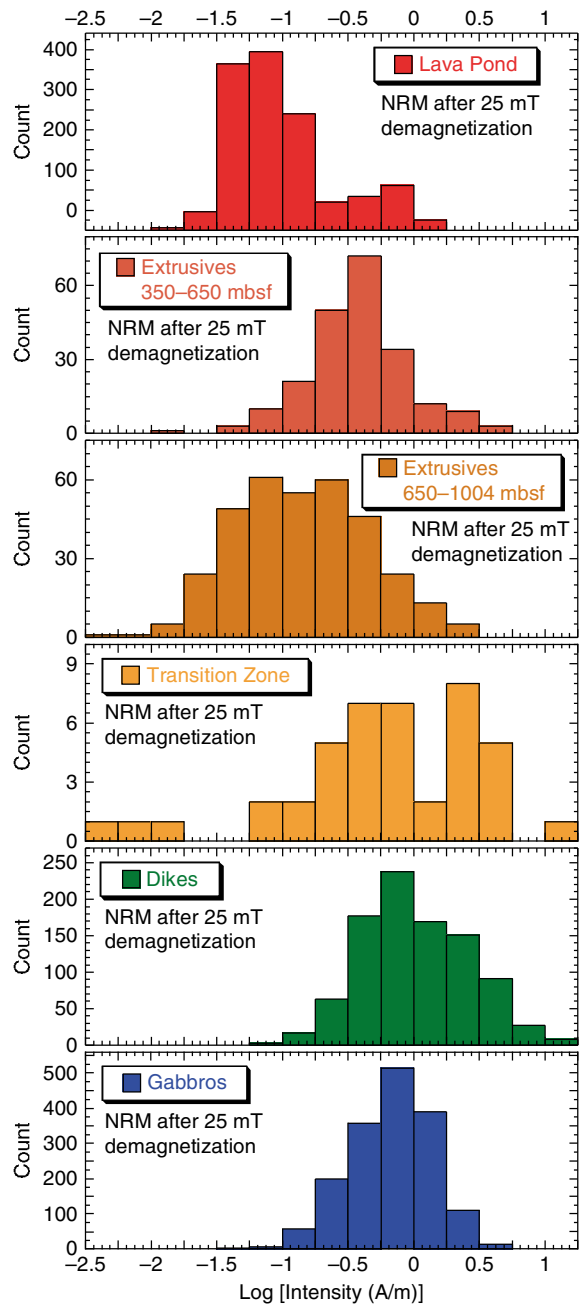 −2.5 −2 −1.5 −1 −0.5 0 0.5 1
Lava Pond
NRM after 25 mT
demagnetization
Count
400
300
200
100
0
Extrusives
350–650 mbsf
NRM after 25 mT
demagnetization
Count
60
30
0
Extrusives
650–1004 mbsf
NRM after 25 mT
demagnetization
Count
60
30
0
Transition Zone
NRM after 25 mT
demagnetization
Count
9
6
3
0
Dikes
NRM after 25 mT
demagnetization
Count
250
200
150
100
50
0
Gabbros
NRM after 25 mT
demagnetization
Count
500
400
300
200
100
0
−2.5 −2 −1.5 −1 −0.5 0 0.5 1
Log [Intensity (A/m)]